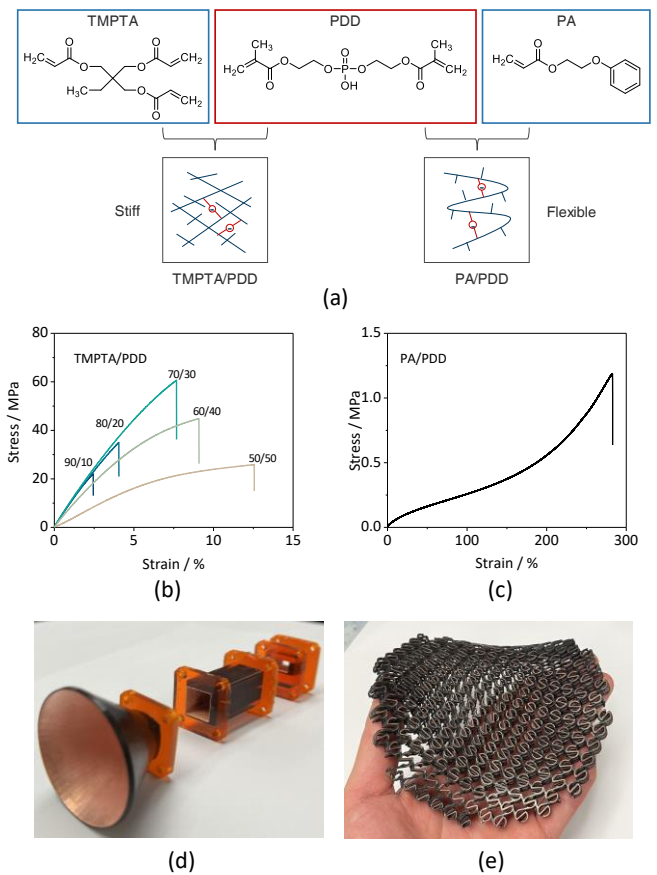 TMPTA PDD PA
O
H₂C
O
O
CH₂
O
H₃C
O
CH₂
O
CH₃
H₂C
O
O
O
O
P
OH
O
O
O
CH₃
CH₂
O
H₂C
O
O
Stiff
Flexible
TMPTA/PDD
PA/PDD
(a)
Stress / MPa
80
60
40
20
0
TMPTA/PDD
70/30
80/20
60/40
90/10
50/50
0 5 10 15
Strain / %
(b)
Stress / MPa
1.5
1.0
0.5
0.0
PA/PDD
0 100 200 300
Strain / %
(c)
(d)
(e)